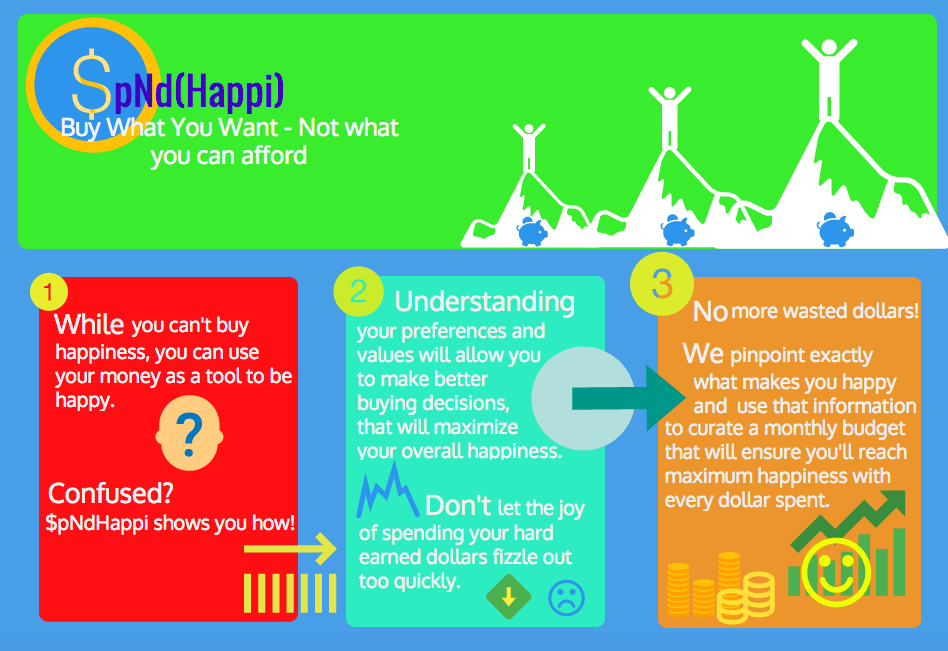 $pNd(Happi)
Buy What You Want - Not what
you can afford
1
While you can't buy
happiness, you can use
your money as a tool to be
happy.
?
Confused?
$pNdHappi shows you how!
2
Understanding
your preferences and
values will allow you
to make better
buying decisions,
that will maximize
your overall happiness.
Don't let the joy
of spending your hard
earned dollars fizzle out
too quickly.
3
No more wasted dollars!
We pinpoint exactly
what makes you happy
and use that information
to curate a monthly budget
that will ensure you'll reach
maximum happiness with
every dollar spent.